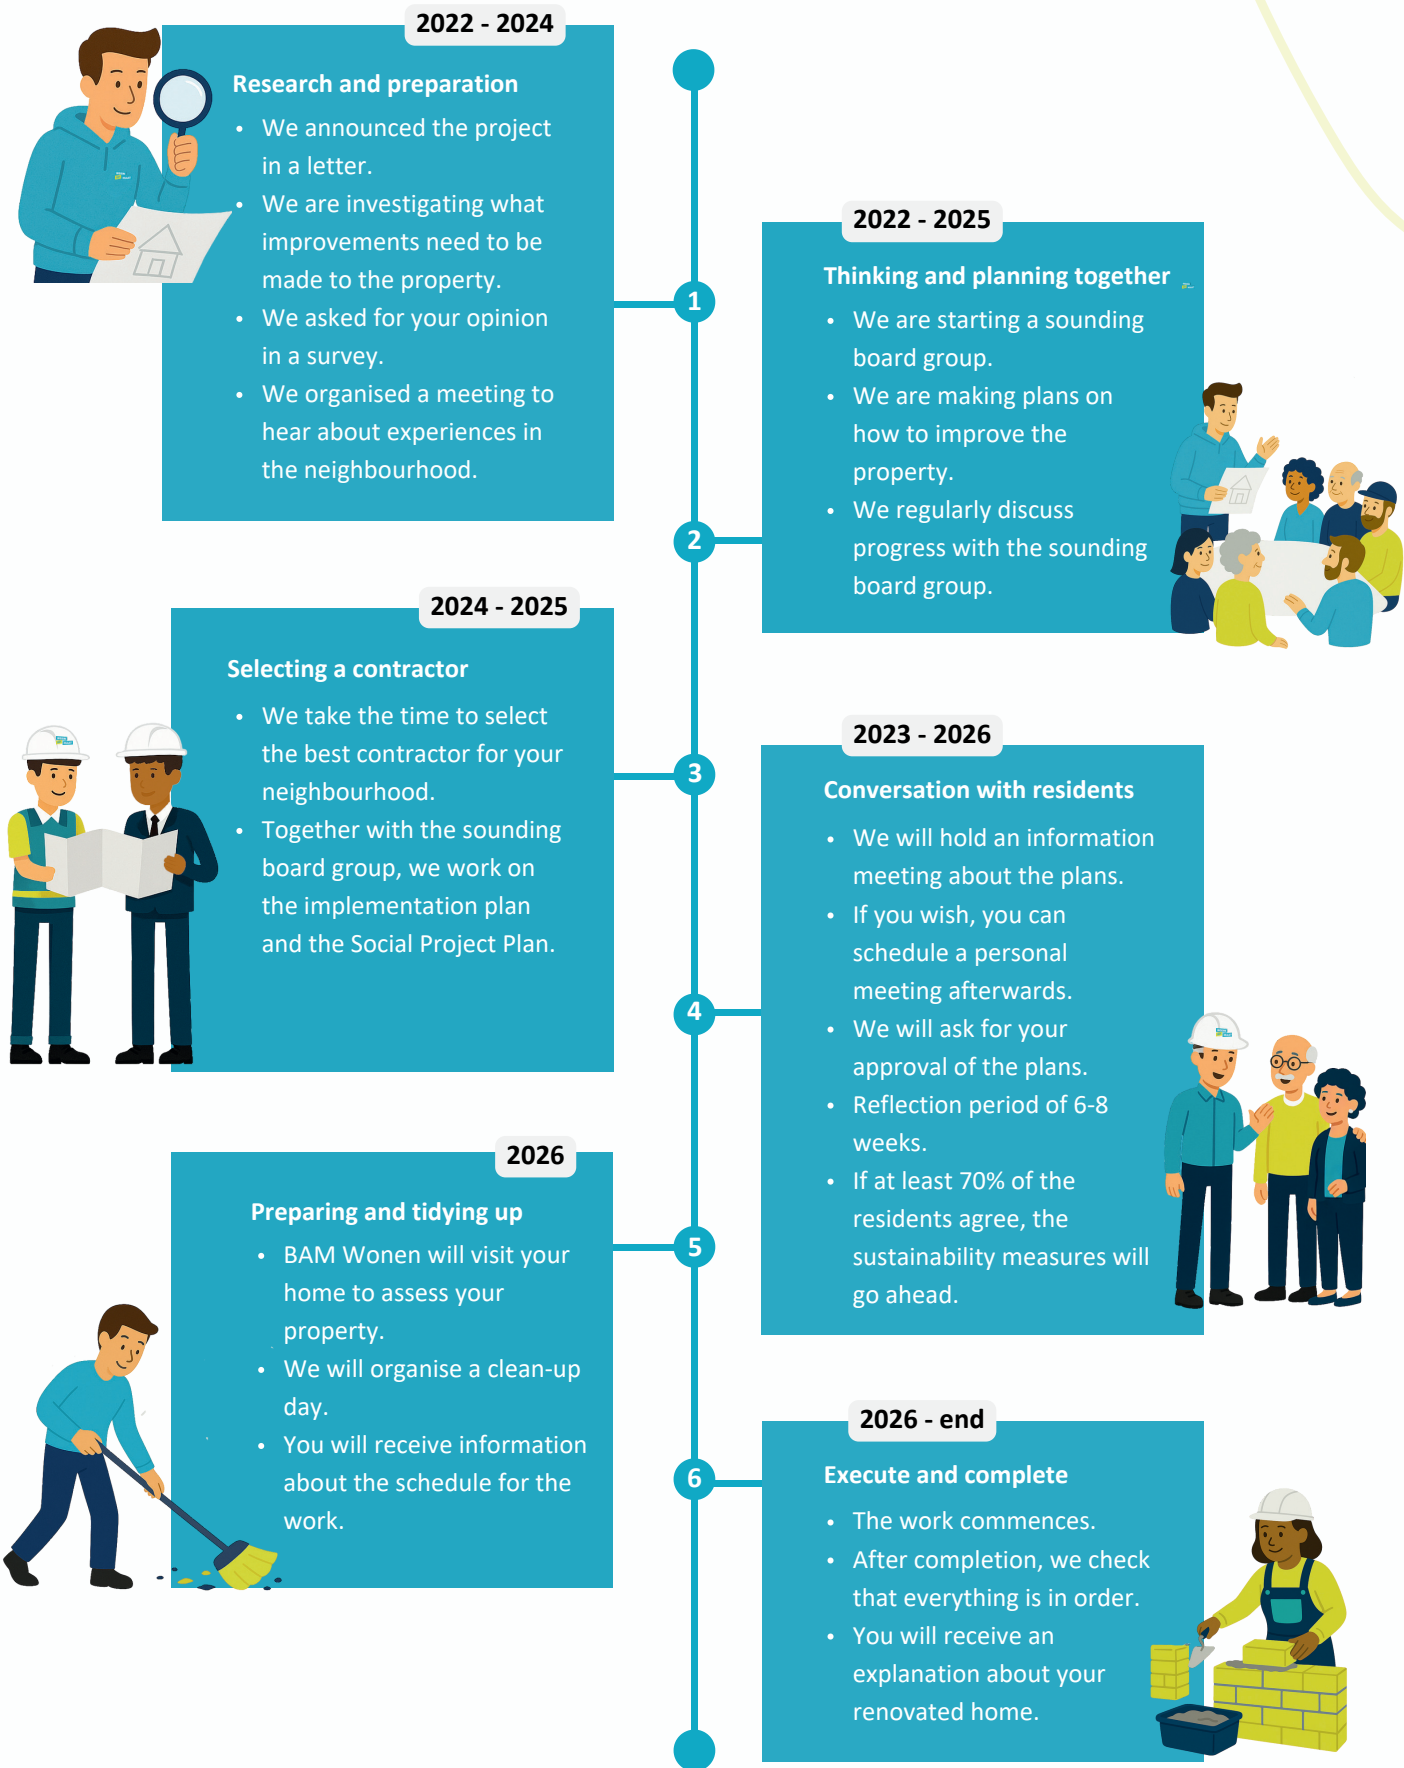 2022 - 2024
Research and preparation
• We announced the project
in a letter.
• We are investigating what
improvements need to be
made to the property.
• We asked for your opinion
in a survey.
• We organised a meeting to
hear about experiences in
the neighbourhood.
1
2022 - 2025
Thinking and planning together
• We are starting a sounding
board group.
• We are making plans on
how to improve the
property.
• We regularly discuss
progress with the sounding
board group.
2
2024 - 2025
Selecting a contractor
• We take the time to select
the best contractor for your
neighbourhood.
• Together with the sounding
board group, we work on
the implementation plan
and the Social Project Plan.
3
2023 - 2026
Conversation with residents
• We will hold an information
meeting about the plans.
• If you wish, you can
schedule a personal
meeting afterwards.
• We will ask for your
approval of the plans.
• Reflection period of 6-8
weeks.
• If at least 70% of the
residents agree, the
sustainability measures will
go ahead.
4
2026
Preparing and tidying up
• BAM Wonen will visit your
home to assess your
property.
• We will organise a clean-up
day.
• You will receive information
about the schedule for the
work.
5
2026 - end
Execute and complete
• The work commences.
• After completion, we check
that everything is in order.
• You will receive an
explanation about your
renovated home.
6